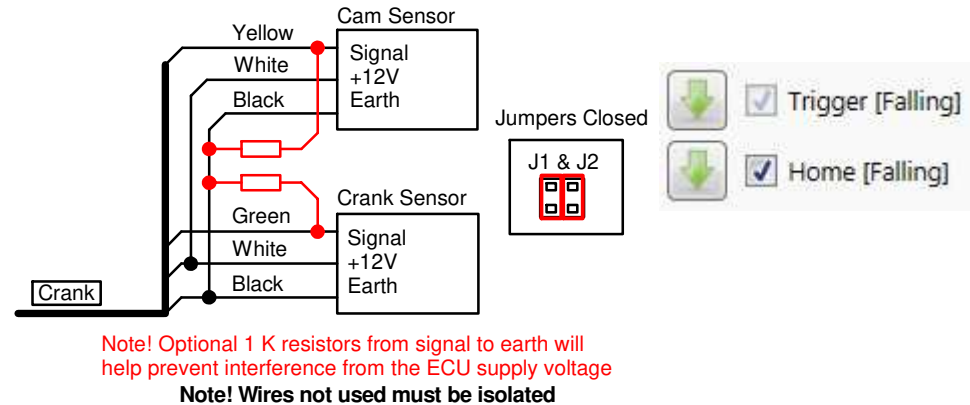 Cam Sensor
Yellow
Signal
White
+12V
Black
Earth
Jumpers Closed
J1 & J2
Trigger [Falling]
Home [Falling]
Crank Sensor
Green
Signal
White
+12V
Black
Earth
Crank
Note! Optional 1 K resistors from signal to earth will
help prevent interference from the ECU supply voltage
Note! Wires not used must be isolated